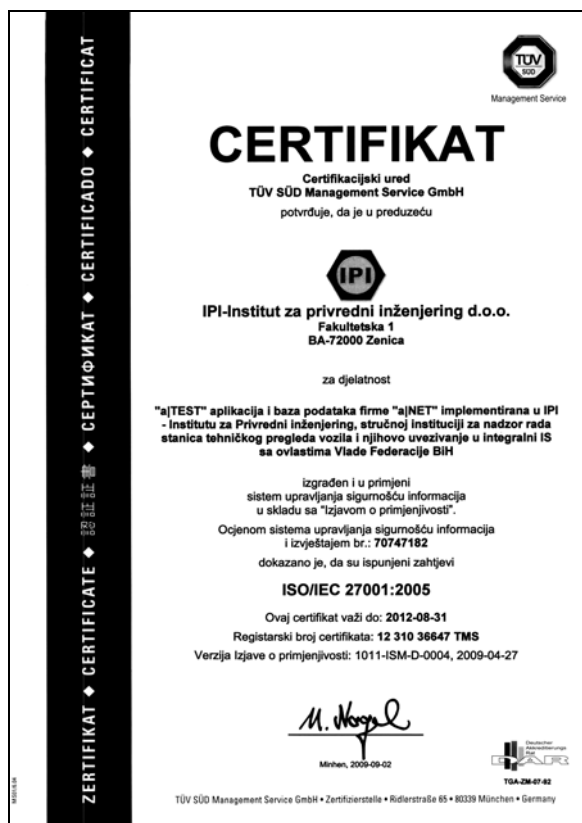 TÜV
SÜD
Management Service
CERTIFIKAT
Certifikacijski ured
TÜV SÜD Management Service GmbH
potvrđuje, da je u preduzeću
IPI
IPI-Institut za privredni inženjering d.o.o.
Fakultetska 1
BA-72000 Zenica
za djelatnost
"a|TEST" aplikacija i baza podataka firme "a|NET" implementirana u IPI
- Institutu za Privredni inženjering, stručnoj instituciji za nadzor rada
stanica tehničkog pregleda vozila i njihovo uvezivanje u integralni IS
sa ovlastima Vlade Federacije BiH
izgrađen i u primjeni
sistem upravljanja sigurnošću informacija
u skladu sa "Izjavom o primjenjivosti".
Ocjenom sistema upravljanja sigurnošću informacija
i izvještajem br.: 70747182
dokazano je, da su ispunjeni zahtjevi
ISO/IEC 27001:2005
Ovaj certifikat važi do: 2012-08-31
Registarski broj certifikata: 12 310 36647 TMS
Verzija Izjave o primjenjivosti: 1011-ISM-D-0004, 2009-04-27
M. Nagel
Minhen, 2009-09-02
Deutscher
Akkreditierungs
Rat
DAR
TGA-ZM-07-92
TÜV SÜD Management Service GmbH • Zertifizierstelle • Ridlerstraße 65 • 80339 München • Germany
ZERTIFIKAT ◆ CERTIFICATE ◆ 認証証書 ◆ СЕРТИФИКАТ ◆ CERTIFICADO ◆ CERTIFICAT